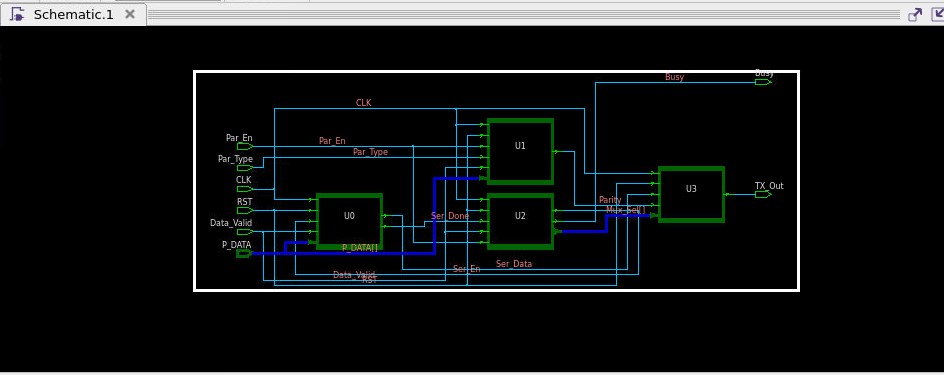 Schematic.1
Busy
Busy
CLK
Par_En
Par_En
Par_Type
Par_Type
CLK
RST
Data_Valid
P_DATA
U0
U1
U2
U3
Ser_Done
P_DATA[]
Parity
Mux_Sel[]
TX_Out
Ser_En
Ser_Data
Data_Valid
RST